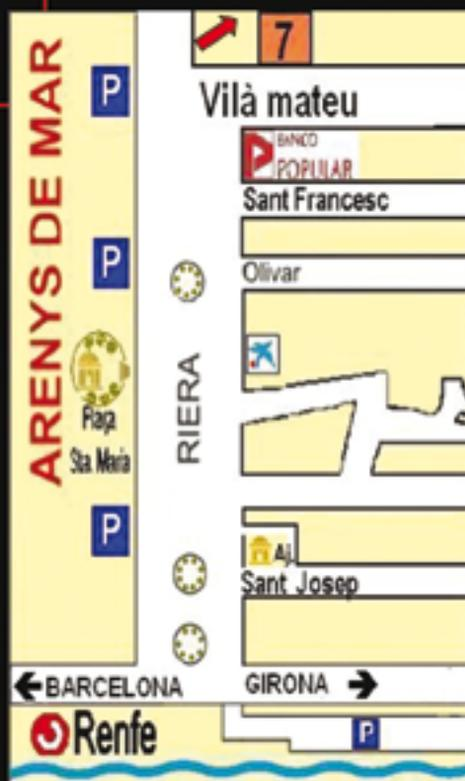 ARENYS DE MAR
P
7
Vilà mateu
BANCO
POPULAR
Sant Francesc
P
Olivar
RIERA
Plaça
Sta. Maria
P
Aj.
Sant Josep
BARCELONA
GIRONA
Renfe
P